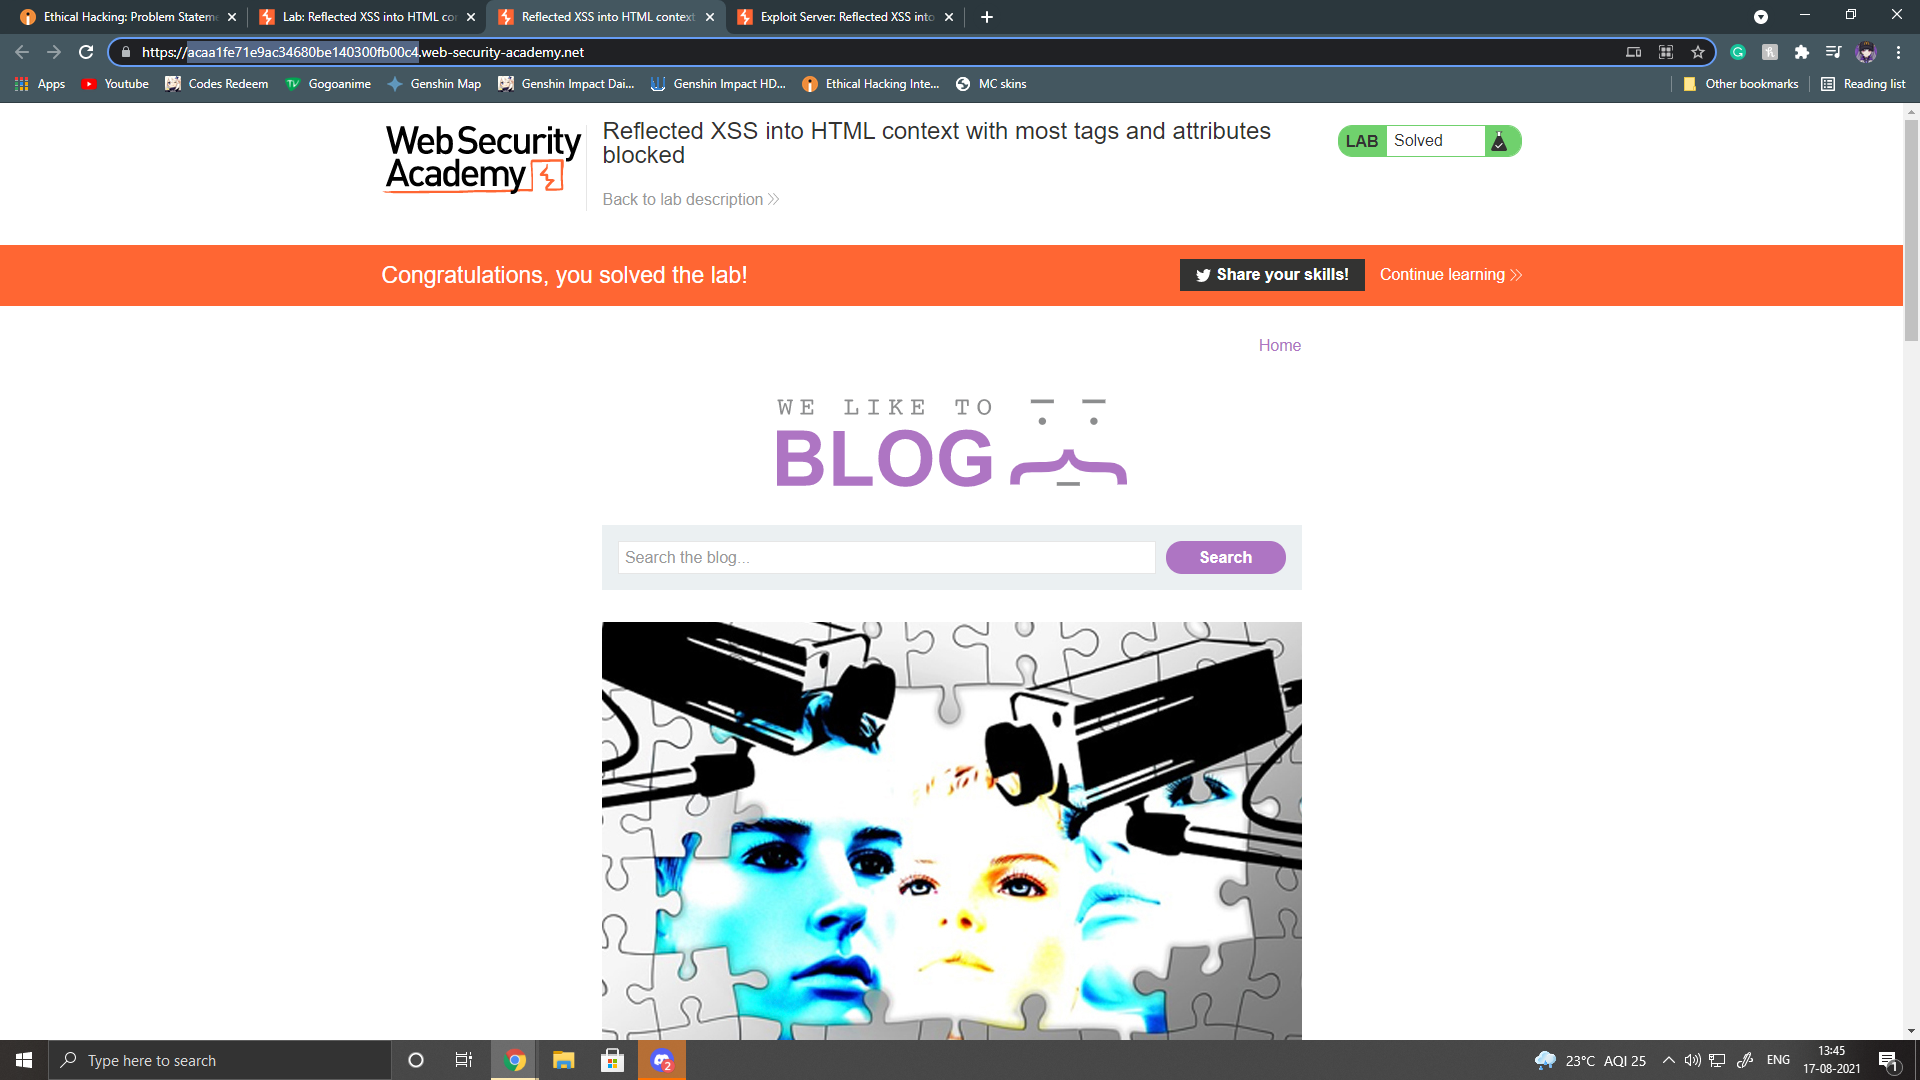 Ethical Hacking: Problem Stateme
Lab: Reflected XSS into HTML cor
Reflected XSS into HTML context
Exploit Server: Reflected XSS into
https://acaa1fe71e9ac34680be140300fb00c4.web-security-academy.net
Apps
Youtube
Codes Redeem
Gogoanime
Genshin Map
Genshin Impact Dai...
Genshin Impact HD...
Ethical Hacking Inte...
MC skins
Other bookmarks
Reading list
Web Security
Academy
Reflected XSS into HTML context with most tags and attributes
blocked
Back to lab description
LAB
Solved
Congratulations, you solved the lab!
Share your skills!
Continue learning
Home
WE LIKE TO
BLOG
Search the blog...
Search
Type here to search
2
23°C AQI 25
ENG
13:45
17-08-2021
1